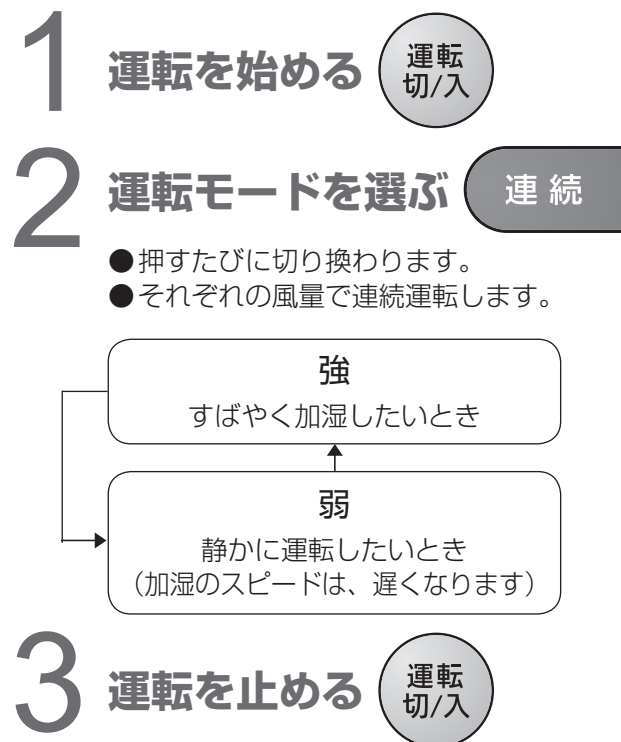 1 運転を始める 運転
切/入
2 運転モードを選ぶ 連続
●押すたびに切り換わります。
●それぞれの風量で連続運転します。
強
すばやく加湿したいとき
弱
静かに運転したいとき
(加湿のスピードは、遅くなります)
3 運転を止める 運転
切/入